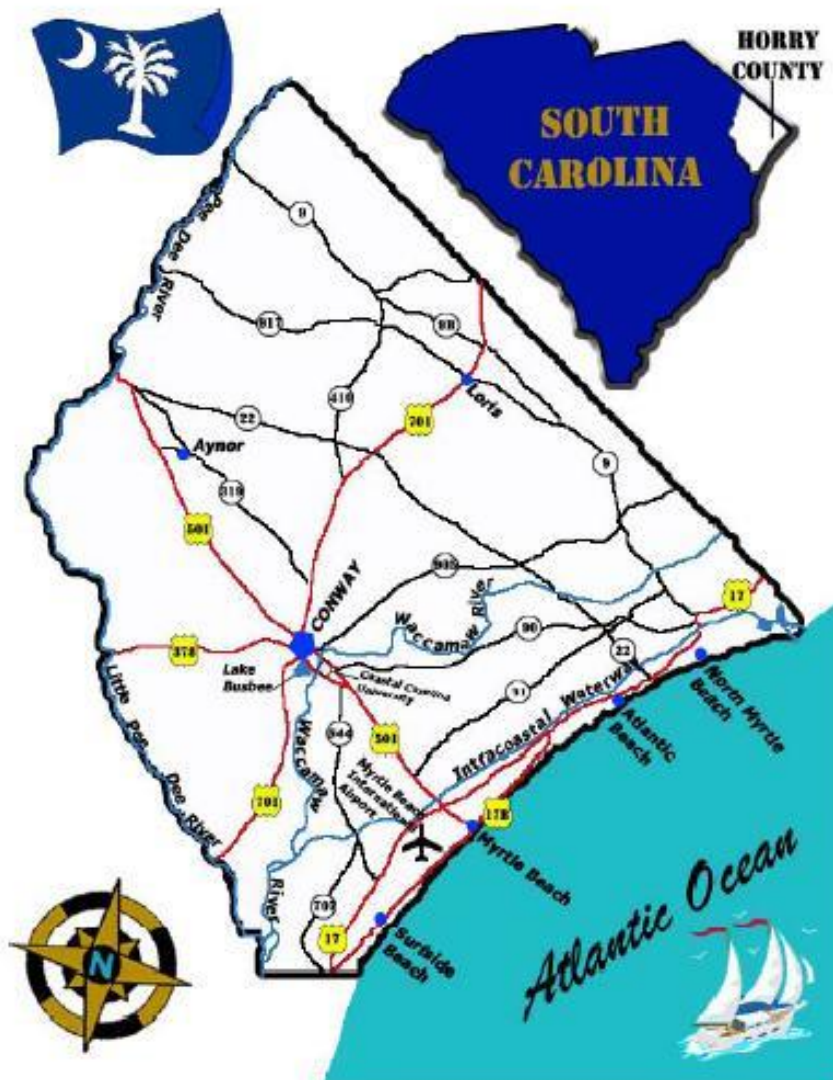 HORRY
COUNTY
SOUTH
CAROLINA
Pee Dee River
9
917
9B
410
Loris
22
701
Aynor
319
9
501
905
CONWAY
Waccamaw River
17
90
378
Lake
Busbee
Coastal Carolina
University
22
31
North Myrtle
Beach
Intracoastal Waterway
Atlantic
Beach
544
501
Waccamaw
River
Little Pee Dee River
Myrtle Beach
International
Airport
701
17B
Myrtle Beach
707
17
Surfside
Beach
N
Atlantic Ocean